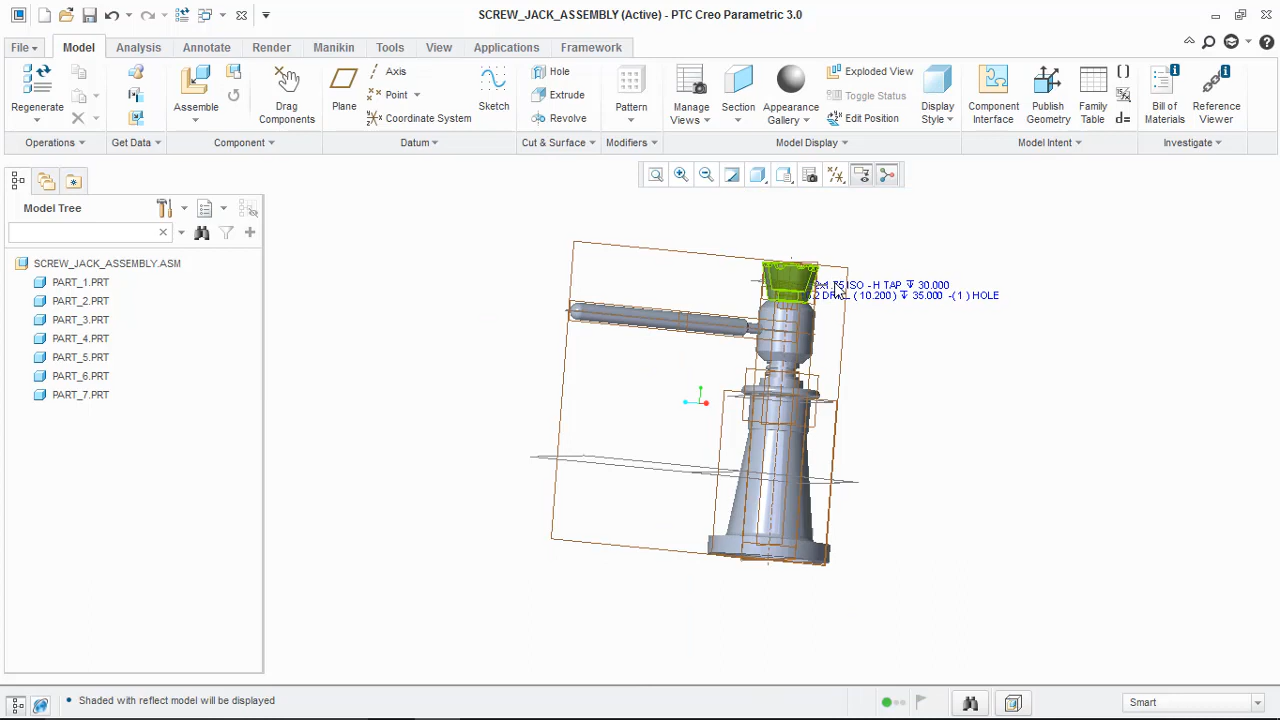 SCREW_JACK_ASSEMBLY (Active) - PTC Creo Parametric 3.0
File
Model
Analysis
Annotate
Render
Manikin
Tools
View
Applications
Framework
Regenerate
Assemble
Drag
Components
Plane
Axis
Point
Coordinate System
Sketch
Hole
Extrude
Revolve
Pattern
Manage
Views
Section
Appearance
Gallery
Exploded View
Toggle Status
Edit Position
Display
Style
Component
Interface
Publish
Geometry
Family
Table
Bill of
Materials
Reference
Viewer
Operations
Get Data
Component
Datum
Cut & Surface
Modifiers
Model Display
Model Intent
Investigate
Model Tree
SCREW_JACK_ASSEMBLY.ASM
PART_1.PRT
PART_2.PRT
PART_3.PRT
PART_4.PRT
PART_5.PRT
PART_6.PRT
PART_7.PRT
ISO - H TAP ↧ 30.000
( 10.200 ) ↧ 35.000 -( 1 ) HOLE
Shaded with reflect model will be displayed
Smart